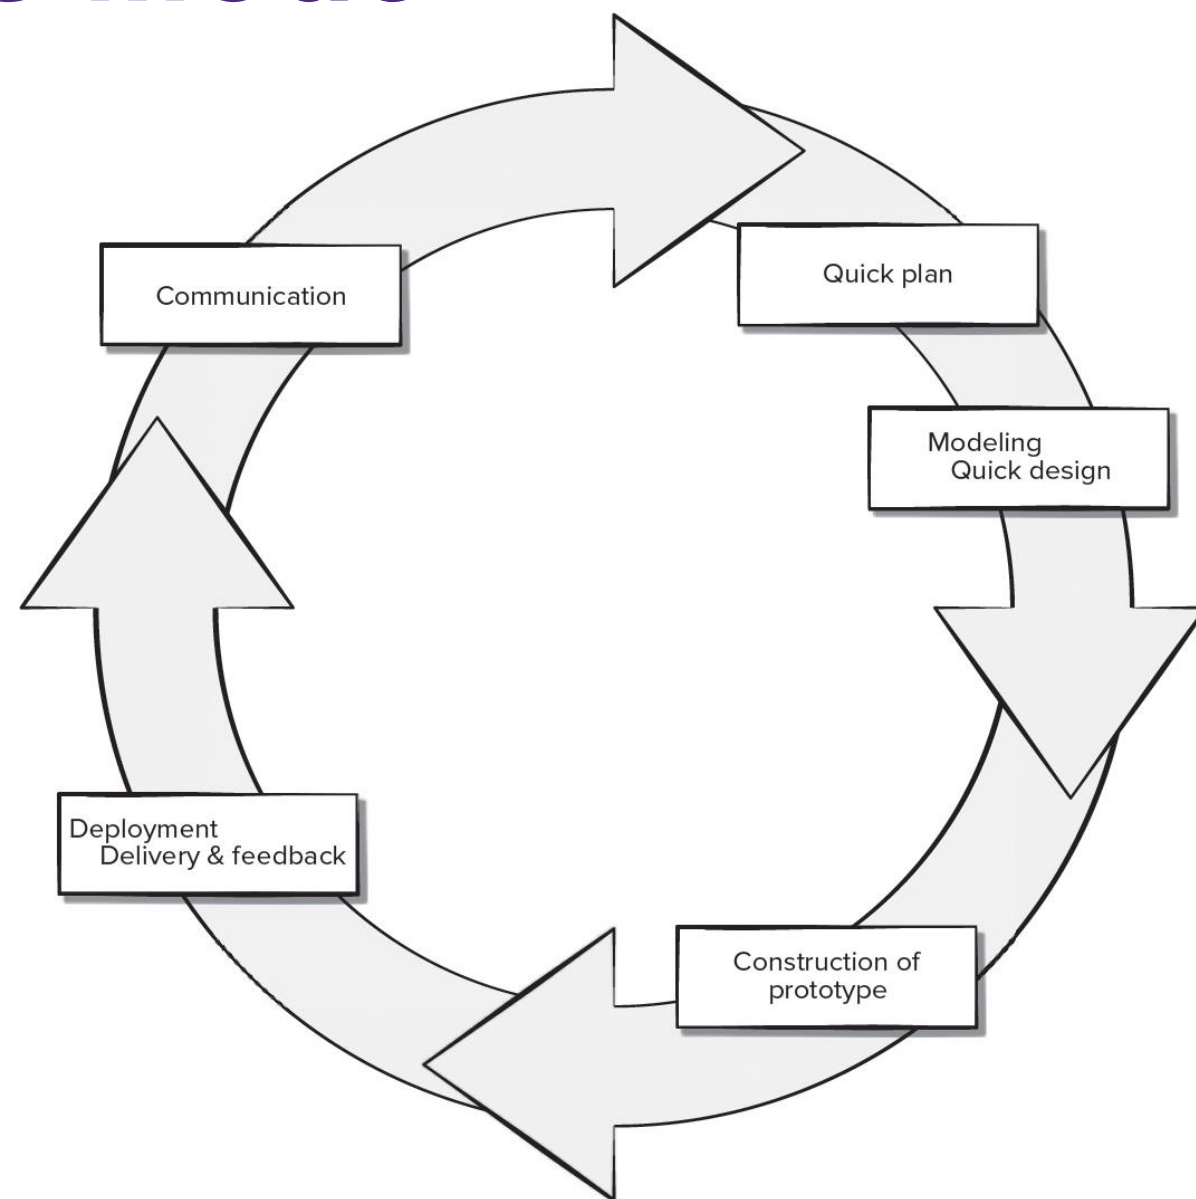 Communication
Quick plan
Modeling
Quick design
Construction of
prototype
Deployment
Delivery & feedback